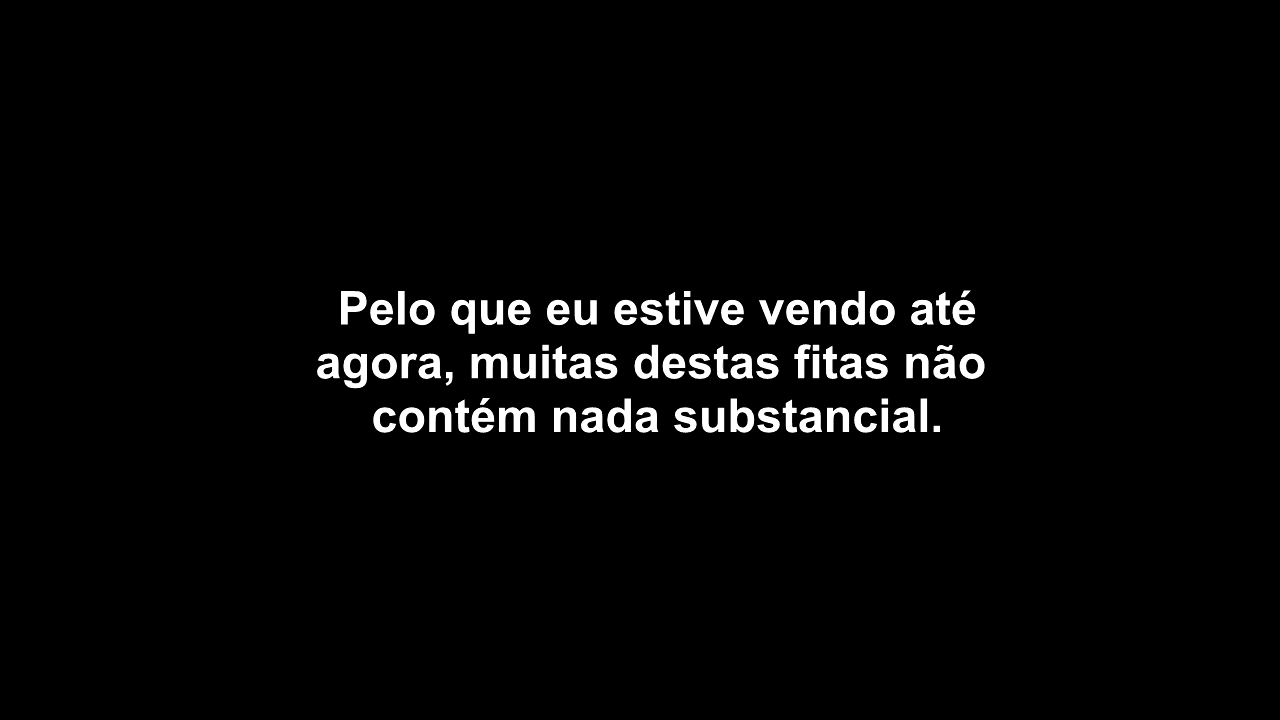 Pelo que eu estive vendo até
agora, muitas destas fitas não
contém nada substancial.